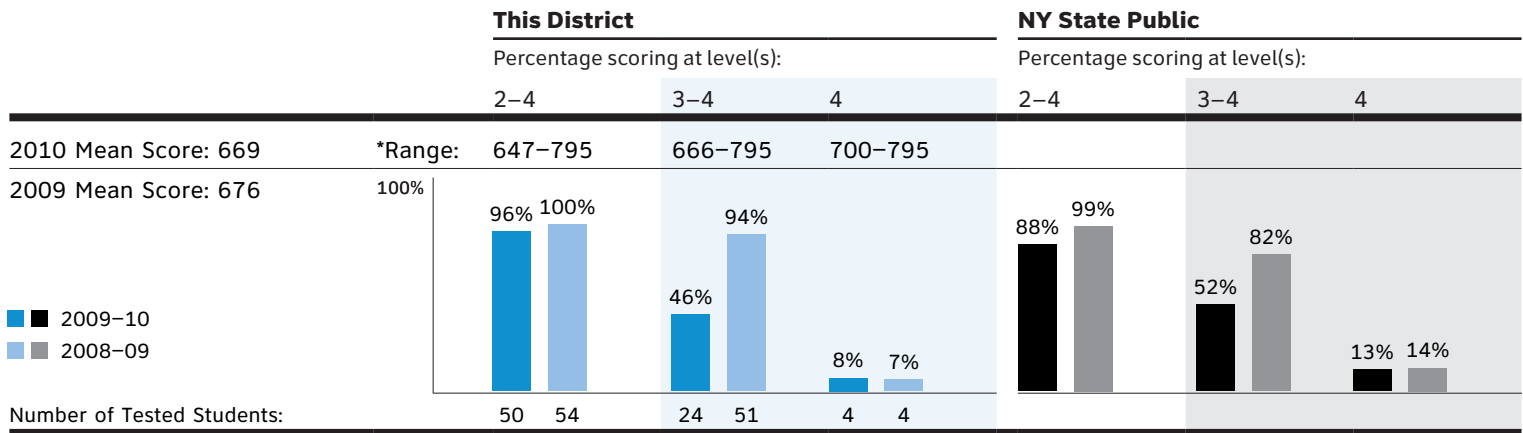 This District NY State Public
Percentage scoring at level(s): Percentage scoring at level(s):
2–4 3–4 4 2–4 3–4 4
2010 Mean Score: 669 *Range: 647–795 666–795 700–795
2009 Mean Score: 676 100%
96% 100% 94% 88% 99% 82%
46% 52%
8% 7% 13% 14%
2009–10
2008–09
Number of Tested Students: 50 54 24 51 4 4